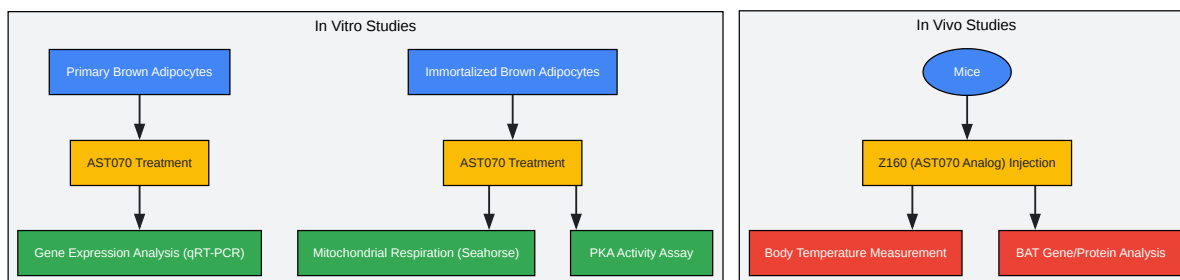 In Vitro Studies
Primary Brown Adipocytes
Immortalized Brown Adipocytes
AST070 Treatment
AST070 Treatment
Gene Expression Analysis (qRT-PCR)
Mitochondrial Respiration (Seahorse)
PKA Activity Assay
In Vivo Studies
Mice
Z160 (AST070 Analog) Injection
Body Temperature Measurement
BAT Gene/Protein Analysis